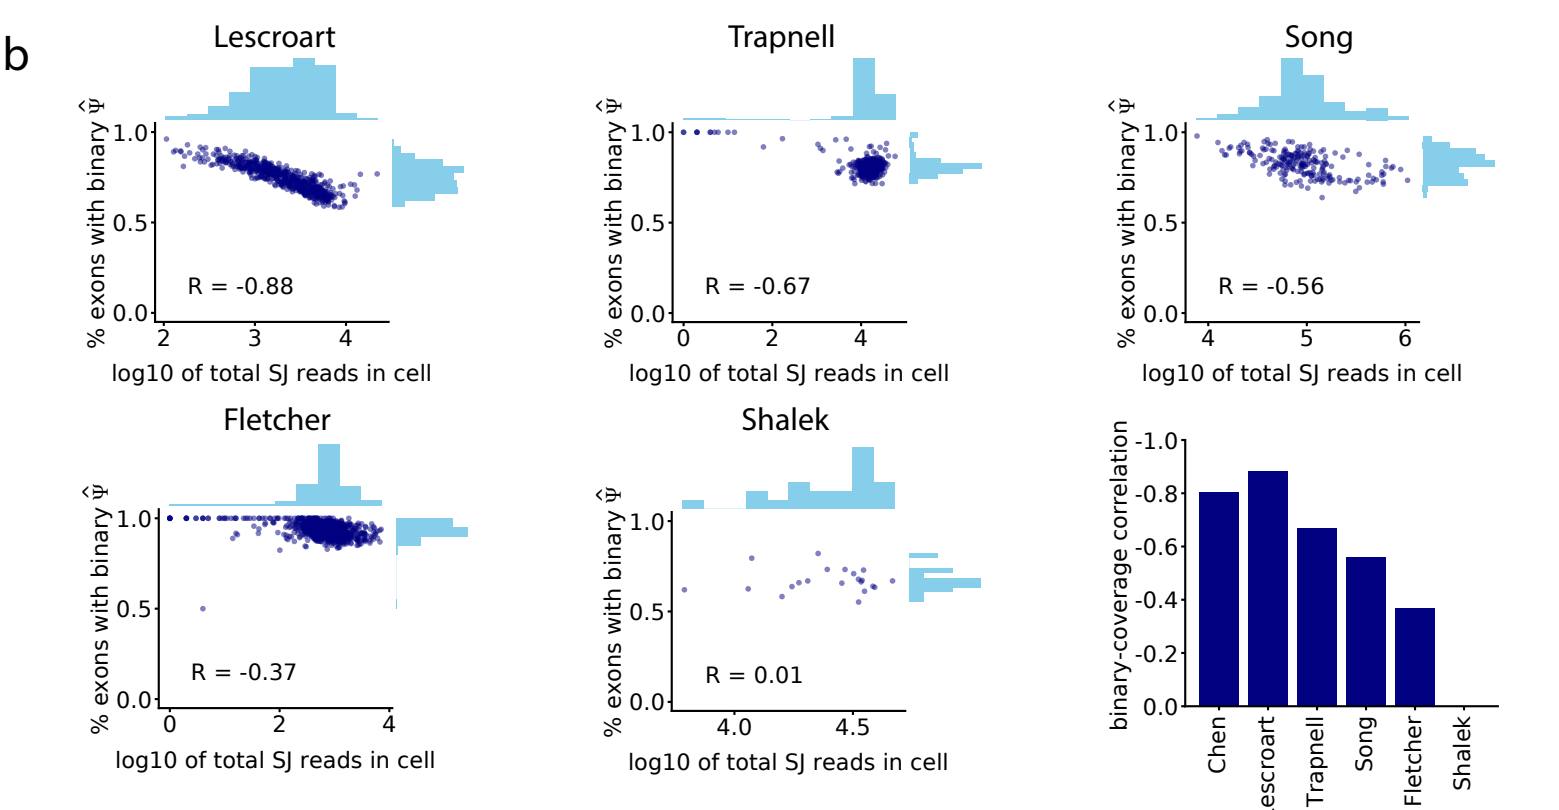 b
Lescroart
% exons with binary Ψ̂
1.0
0.5
0.0
R = -0.88
2 3 4
log10 of total SJ reads in cell
Trapnell
% exons with binary Ψ̂
1.0
0.5
0.0
R = -0.67
0 2 4
log10 of total SJ reads in cell
Song
% exons with binary Ψ̂
1.0
0.5
0.0
R = -0.56
4 5 6
log10 of total SJ reads in cell
Fletcher
% exons with binary Ψ̂
1.0
0.5
0.0
R = -0.37
0 2 4
log10 of total SJ reads in cell
Shalek
% exons with binary Ψ̂
1.0
0.5
0.0
R = 0.01
4.0 4.5
log10 of total SJ reads in cell
binary-coverage correlation
-1.0
-0.8
-0.6
-0.4
-0.2
0.0
Chen
escroart
Trapnell
Song
Fletcher
Shalek